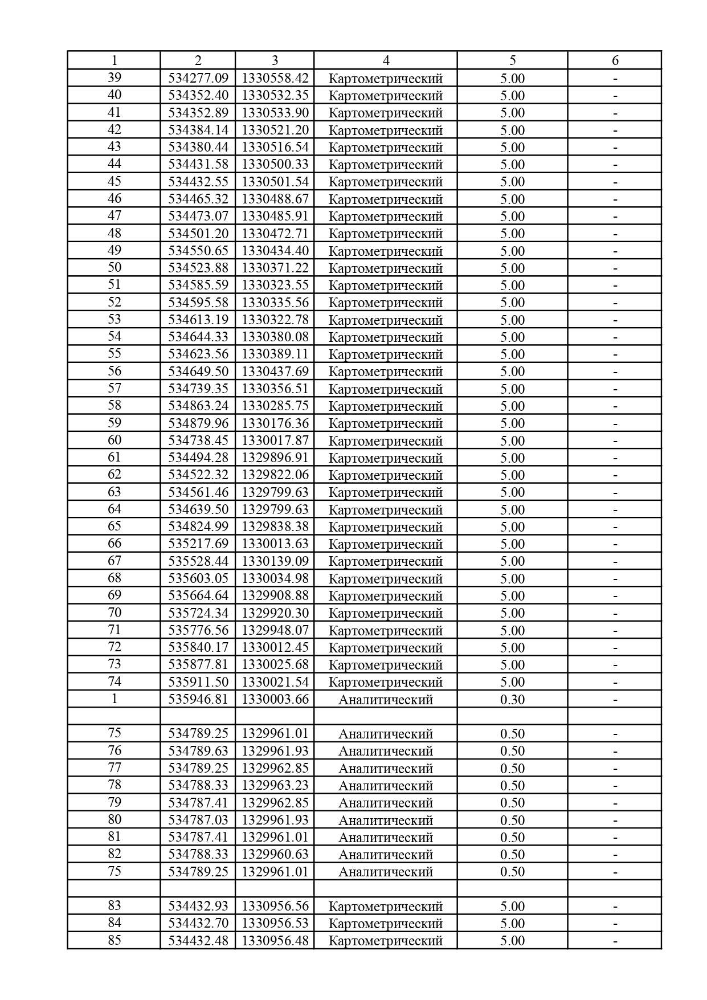 1 2 3 4 5 6
39 534277.09 1330558.42 Картометрический 5.00 -
40 534352.40 1330532.35 Картометрический 5.00 -
41 534352.89 1330533.90 Картометрический 5.00 -
42 534384.14 1330521.20 Картометрический 5.00 -
43 534380.44 1330516.54 Картометрический 5.00 -
44 534431.58 1330500.33 Картометрический 5.00 -
45 534432.55 1330501.54 Картометрический 5.00 -
46 534465.32 1330488.67 Картометрический 5.00 -
47 534473.07 1330485.91 Картометрический 5.00 -
48 534501.20 1330472.71 Картометрический 5.00 -
49 534550.65 1330434.40 Картометрический 5.00 -
50 534523.88 1330371.22 Картометрический 5.00 -
51 534585.59 1330323.55 Картометрический 5.00 -
52 534595.58 1330335.56 Картометрический 5.00 -
53 534613.19 1330322.78 Картометрический 5.00 -
54 534644.33 1330380.08 Картометрический 5.00 -
55 534623.56 1330389.11 Картометрический 5.00 -
56 534649.50 1330437.69 Картометрический 5.00 -
57 534739.35 1330356.51 Картометрический 5.00 -
58 534863.24 1330285.75 Картометрический 5.00 -
59 534879.96 1330176.36 Картометрический 5.00 -
60 534738.45 1330017.87 Картометрический 5.00 -
61 534494.28 1329896.91 Картометрический 5.00 -
62 534522.32 1329822.06 Картометрический 5.00 -
63 534561.46 1329799.63 Картометрический 5.00 -
64 534639.50 1329799.63 Картометрический 5.00 -
65 534824.99 1329838.38 Картометрический 5.00 -
66 535217.69 1330013.63 Картометрический 5.00 -
67 535528.44 1330139.09 Картометрический 5.00 -
68 535603.05 1330034.98 Картометрический 5.00 -
69 535664.64 1329908.88 Картометрический 5.00 -
70 535724.34 1329920.30 Картометрический 5.00 -
71 535776.56 1329948.07 Картометрический 5.00 -
72 535840.17 1330012.45 Картометрический 5.00 -
73 535877.81 1330025.68 Картометрический 5.00 -
74 535911.50 1330021.54 Картометрический 5.00 -
1 535946.81 1330003.66 Аналитический 0.30 -
75 534789.25 1329961.01 Аналитический 0.50 -
76 534789.63 1329961.93 Аналитический 0.50 -
77 534789.25 1329962.85 Аналитический 0.50 -
78 534788.33 1329963.23 Аналитический 0.50 -
79 534787.41 1329962.85 Аналитический 0.50 -
80 534787.03 1329961.93 Аналитический 0.50 -
81 534787.41 1329961.01 Аналитический 0.50 -
82 534788.33 1329960.63 Аналитический 0.50 -
75 534789.25 1329961.01 Аналитический 0.50 -
83 534432.93 1330956.56 Картометрический 5.00 -
84 534432.70 1330956.53 Картометрический 5.00 -
85 534432.48 1330956.48 Картометрический 5.00 -